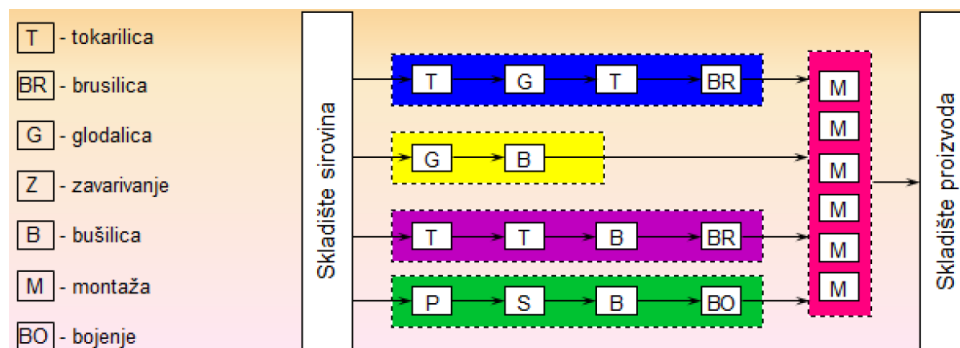 T - tokarilica
BR - brusilica
G - glodalica
Z - zavarivanje
B - bušilica
M - montaža
BO - bojenje
Skladište sirovina
T G T BR
G B
T T B BR
P S B BO
M
M
M
M
M
M
Skladište proizvoda